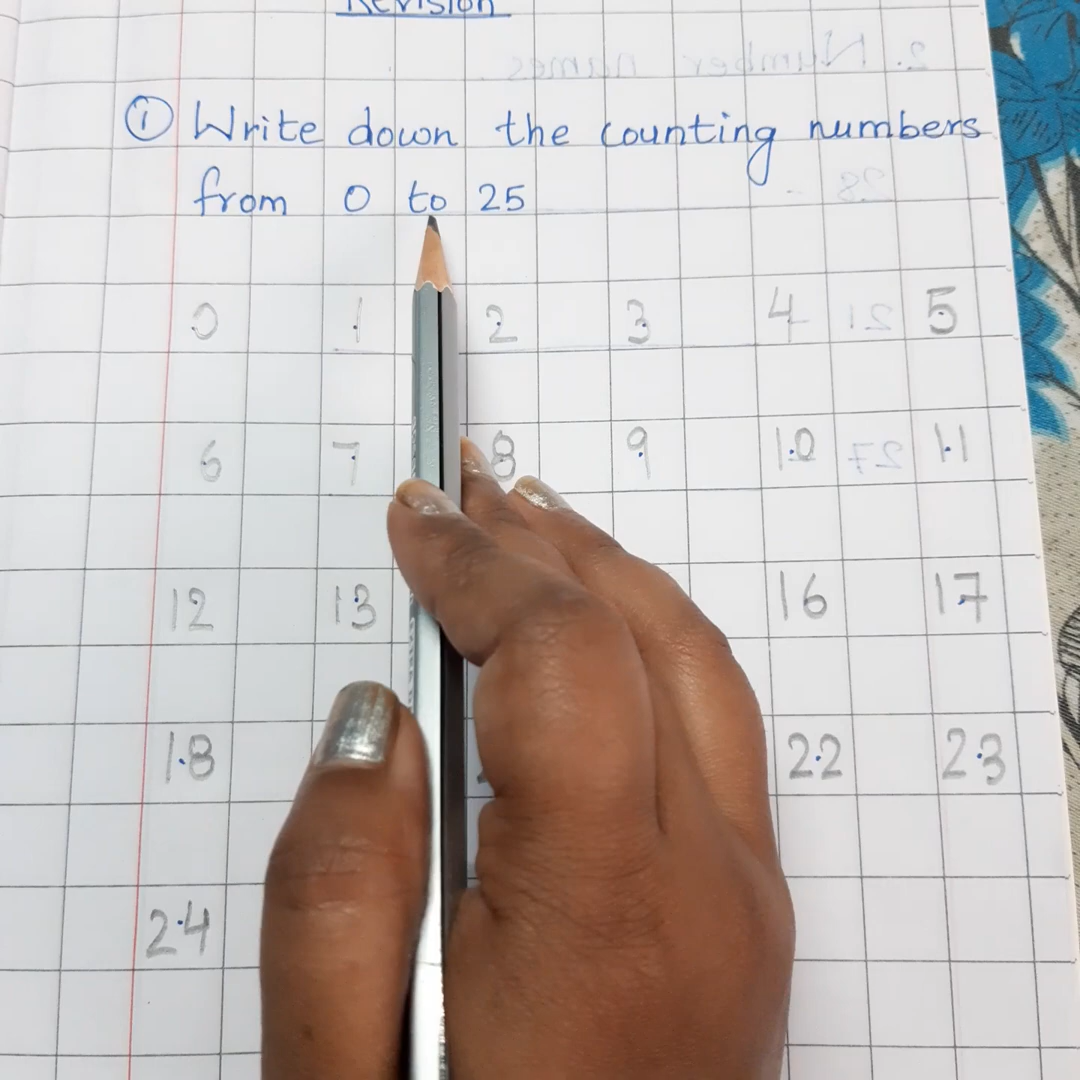 Revision
① Write down the counting numbers
from 0 to 25
0 1 2 3 4 5
6 7 8 9 10 11
12 13 16 17
18 22 23
24